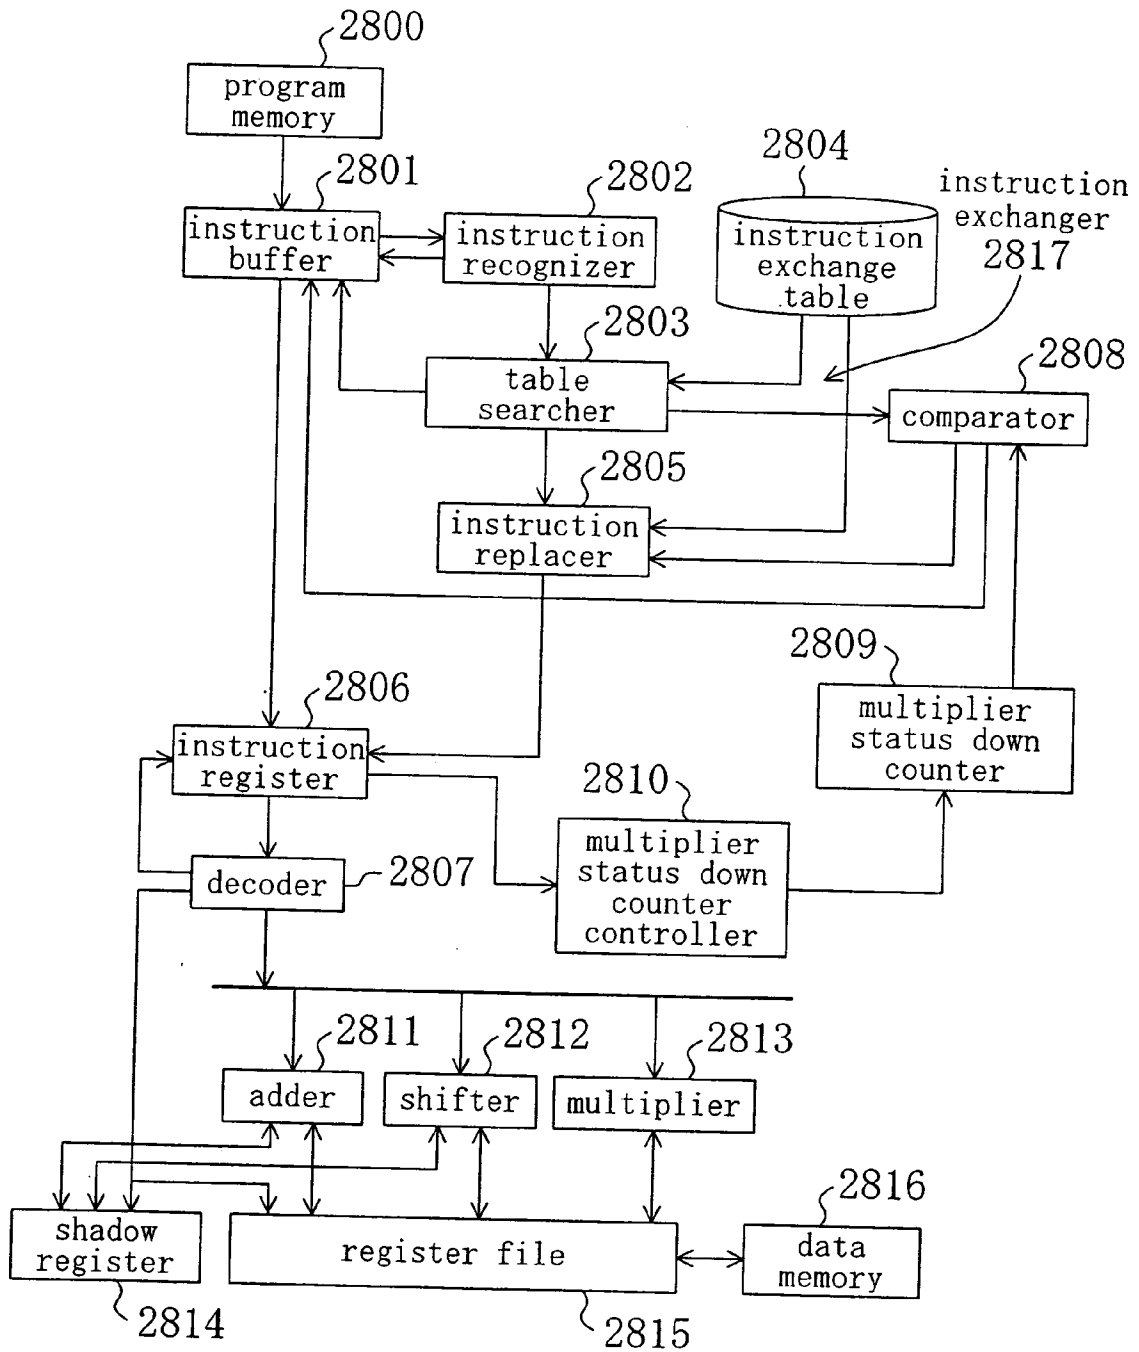 2800
program
memory
2801
instruction
buffer
2802
instruction
recognizer
2804
instruction
exchange
table
instruction
exchanger
2817
2803
table
searcher
2808
comparator
2805
instruction
replacer
2809
multiplier
status down
counter
2806
instruction
register
2810
multiplier
status down
counter
controller
decoder
2807
2811
adder
2812
shifter
2813
multiplier
shadow
register
2814
register file
2815
2816
data
memory